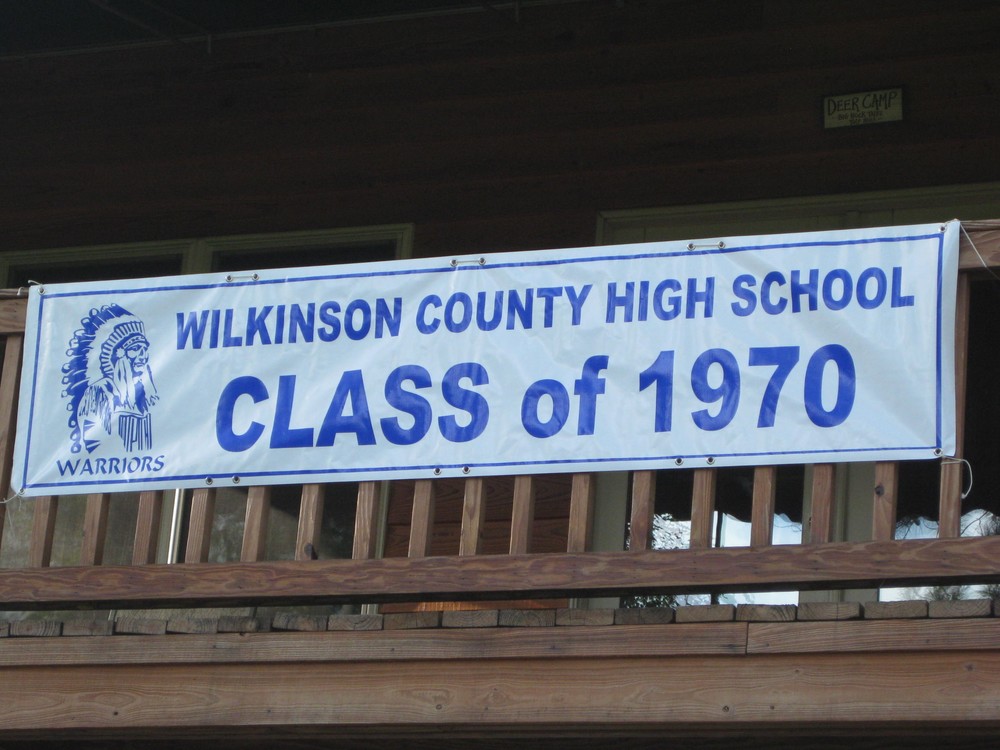 DEER CAMP
WILKINSON COUNTY HIGH SCHOOL
CLASS of 1970
WARRIORS